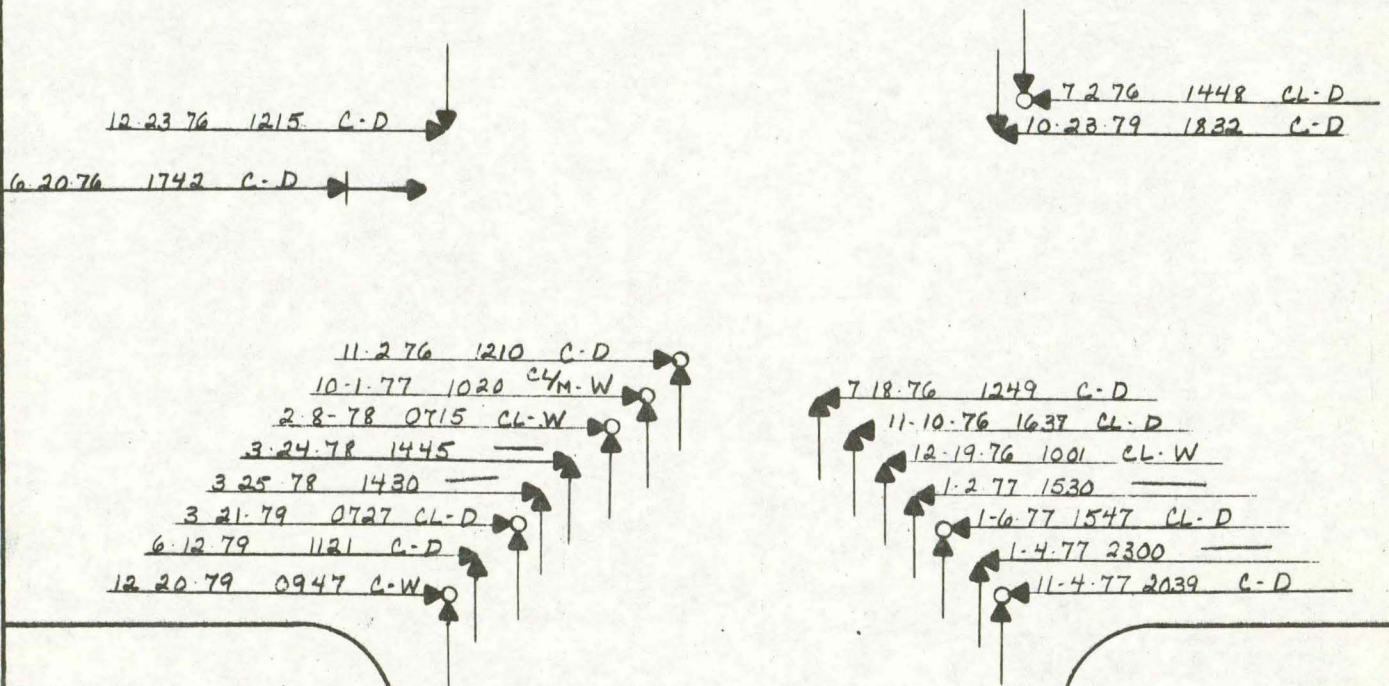 12·23 76 1215 C-D
6·20·76 1742 C-D
7 2 76 1448 CL-D
10·23·79 1832 C-D
11·2 76 1210 C-D
10-1·77 1020 CL/M-W
2·8-78 0715 CL-W
3·24·78 1445 —
3 25·78 1430 —
3 21·79 0727 CL-D
6·12·79 1121 C-D
12 20·79 0947 C-W
7·18·76 1249 C-D
11·10·76 1637 CL-D
12·19·76 1001 CL-W
1·2·77 1530 —
1-6·77 1547 CL-D
1-4·77 2300 —
11-4·77 2039 C-D